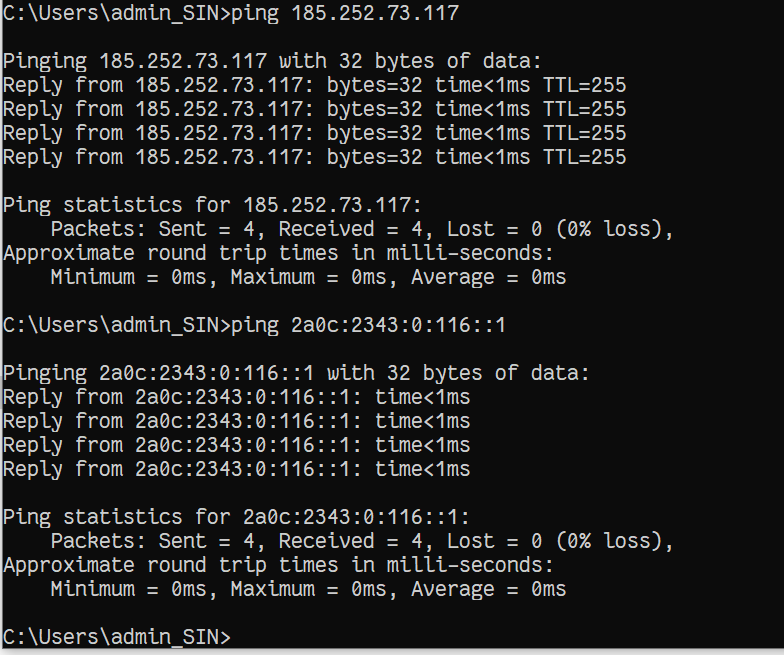 C:\Users\admin_SIN>ping 185.252.73.117
Pinging 185.252.73.117 with 32 bytes of data:
Reply from 185.252.73.117: bytes=32 time<1ms TTL=255
Reply from 185.252.73.117: bytes=32 time<1ms TTL=255
Reply from 185.252.73.117: bytes=32 time<1ms TTL=255
Reply from 185.252.73.117: bytes=32 time<1ms TTL=255
Ping statistics for 185.252.73.117:
    Packets: Sent = 4, Received = 4, Lost = 0 (0% loss),
Approximate round trip times in milli-seconds:
    Minimum = 0ms, Maximum = 0ms, Average = 0ms
C:\Users\admin_SIN>ping 2a0c:2343:0:116::1
Pinging 2a0c:2343:0:116::1 with 32 bytes of data:
Reply from 2a0c:2343:0:116::1: time<1ms
Reply from 2a0c:2343:0:116::1: time<1ms
Reply from 2a0c:2343:0:116::1: time<1ms
Reply from 2a0c:2343:0:116::1: time<1ms
Ping statistics for 2a0c:2343:0:116::1:
    Packets: Sent = 4, Received = 4, Lost = 0 (0% loss),
Approximate round trip times in milli-seconds:
    Minimum = 0ms, Maximum = 0ms, Average = 0ms
C:\Users\admin_SIN>